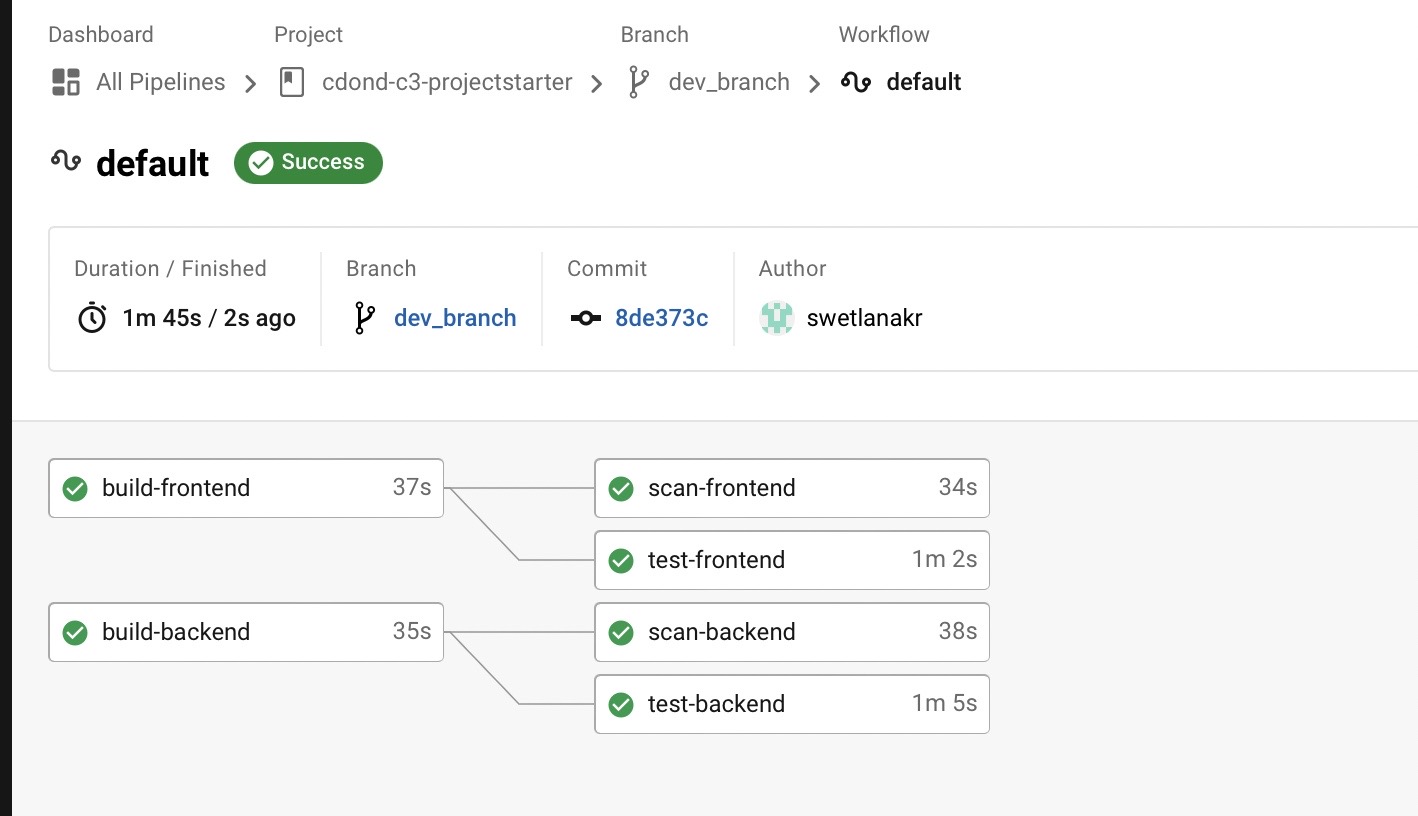 Dashboard Project Branch Workflow
All Pipelines cdond-c3-projectstarter dev_branch default
default Success
Duration / Finished Branch Commit Author
1m 45s / 2s ago dev_branch 8de373c swetlanakr
build-frontend 37s scan-frontend 34s
test-frontend 1m 2s
build-backend 35s scan-backend 38s
test-backend 1m 5s